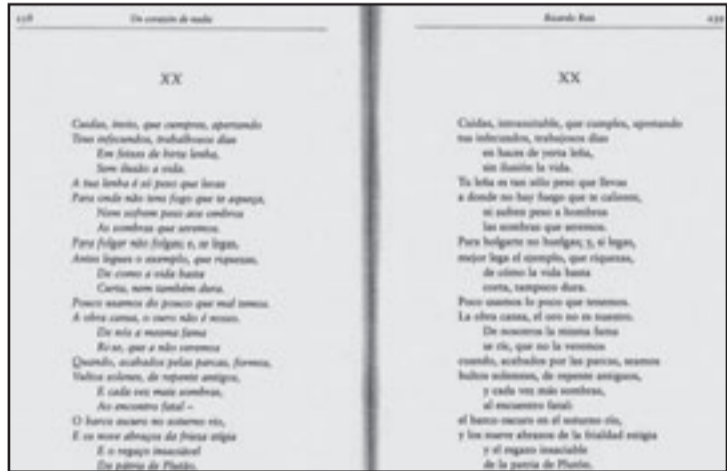 238 Un corazón de nadie
XX
Cuidas, ínvio, que cumpres, apertando
Teus infecundos, trabalhosos dias
Em feixes de hirta lenha,
Sem ilusão a vida.
A tua lenha é só peso que levas
Para onde não tens fogo que te aqueça,
Nem sofrem peso aos ombros
As sombras que seremos.
Para folgar não folgas; e, se legas,
Antes legues o exemplo, que riquezas,
De como a vida basta
Curta, nem também dura.
Pouco usamos do pouco que mal temos.
A obra cansa, o ouro não é nosso.
De nós a mesma fama
Ri-se, que a não veremos
Quando, acabados pelas parcas, formos,
Vultos solenes, de repente antigos,
E cada vez mais sombras,
Ao encontro fatal –
O barco escuro no soturno rio,
E os nove abraços da frieza stígia
E o regaço insaciável
Da pátria de Plutão.
Ricardo Reis 239
XX
Cuidas, intransitable, que cumples, apretando
tus infecundos, trabajosos días
en haces de yerta leña,
sin ilusión la vida.
Tu leña es tan sólo peso que llevas
a donde no hay fuego que te caliente,
ni sufren peso a hombros
las sombras que seremos.
Para holgarte no huelgas; y, si legas,
mejor lega el ejemplo, que riquezas,
de cómo la vida basta
corta, tampoco dura.
Poco usamos lo poco que tenemos.
La obra cansa, el oro no es nuestro.
De nosotros la misma fama
se ríe, que no la veremos
cuando, acabados por las parcas, seamos
bultos solemnes, de repente antiguos,
y cada vez más sombras,
al encuentro fatal:
el barco oscuro en el soturno río,
y los nueve abrazos de la frialdad estigia
y el regazo insaciable
de la patria de Plutón.